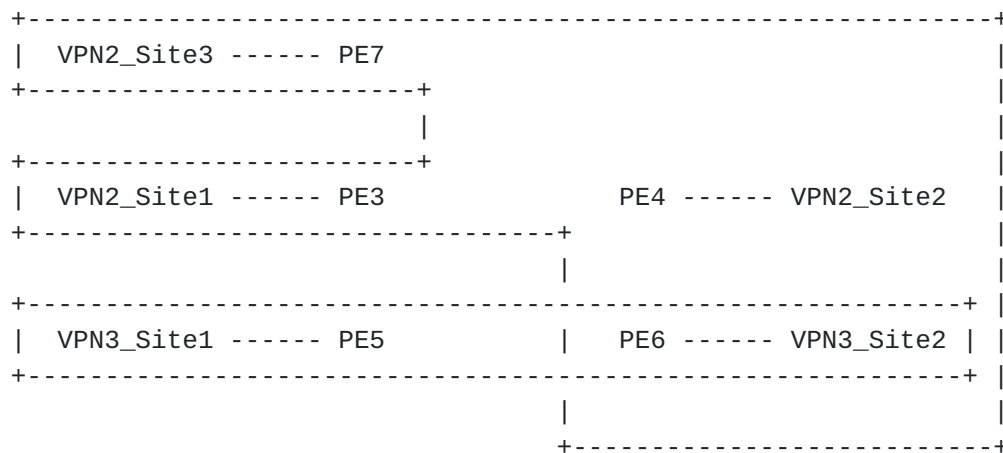 VPN2_Site3 ------ PE7
VPN2_Site1 ------ PE3 PE4 ------ VPN2_Site2
VPN3_Site1 ------ PE5 | PE6 ------ VPN3_Site2